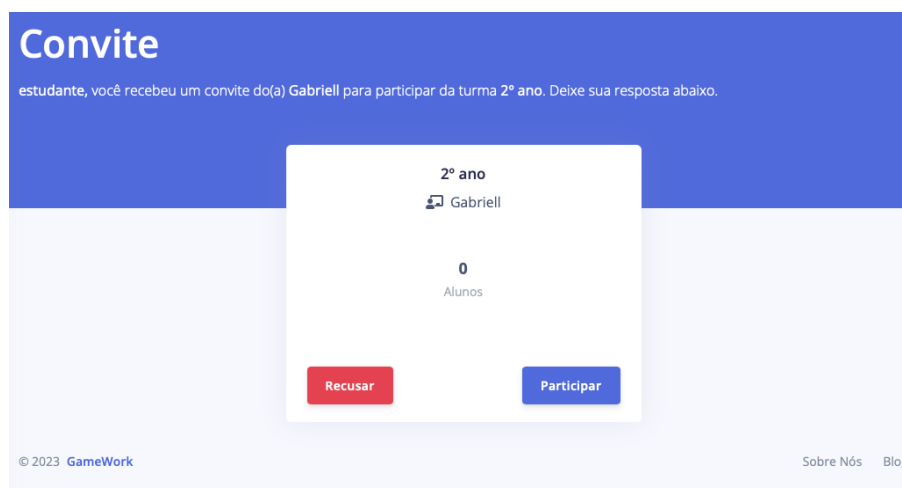 Convite
estudante, você recebeu um convite do(a) Gabriell para participar da turma 2º ano. Deixe sua resposta abaixo.
2º ano
Gabriell
0
Alunos
Recusar Participar
© 2023 GameWork Sobre Nós